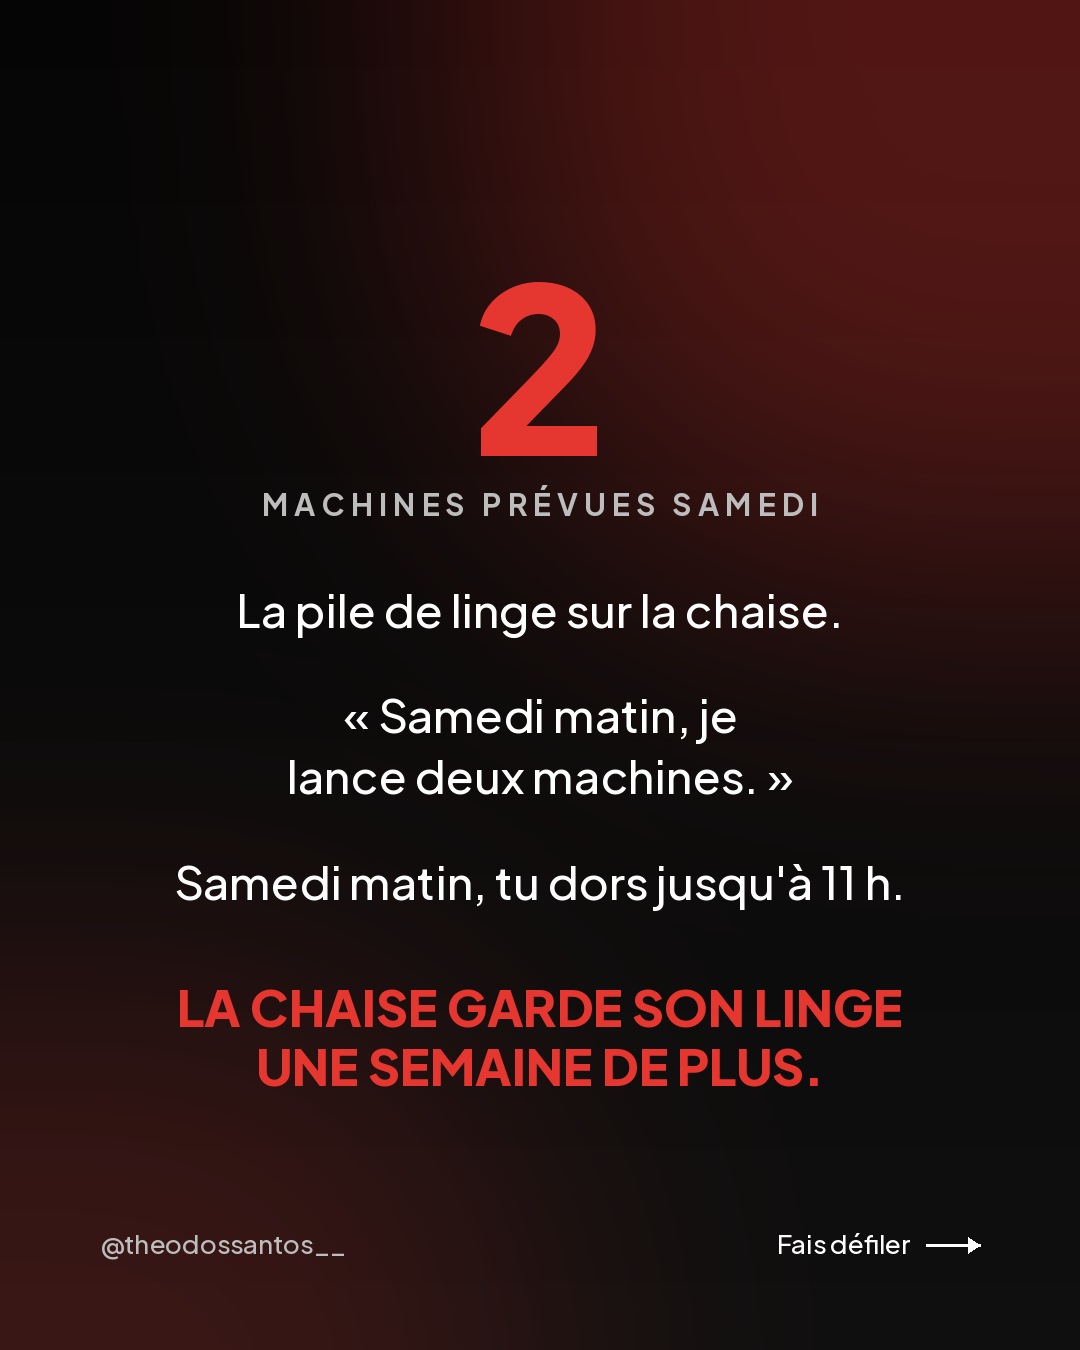 2
MACHINES PRÉVUES SAMEDI
La pile de linge sur la chaise.
« Samedi matin, je
lance deux machines. »
Samedi matin, tu dors jusqu'à 11 h.
LA CHAISE GARDE SON LINGE
UNE SEMAINE DE PLUS.
@theodossantos__
Fais défiler